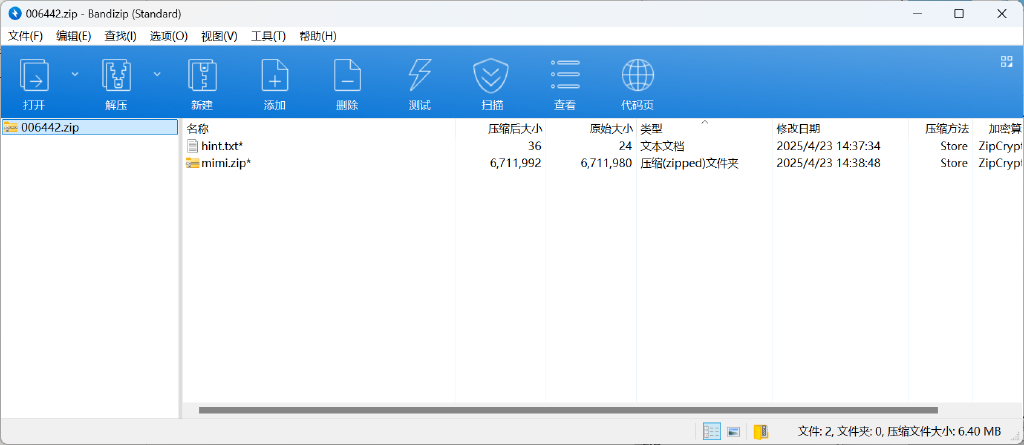 006442.zip - Bandizip (Standard)
文件(F) 编辑(E) 查找(I) 选项(O) 视图(V) 工具(T) 帮助(H)
打开 解压 新建 添加 删除 测试 扫描 查看 代码页
006442.zip
名称 压缩后大小 原始大小 类型 修改日期 压缩方法 加密算
hint.txt* 36 24 文本文档 2025/4/23 14:37:34 Store ZipCrypt
mimi.zip* 6,711,992 6,711,980 压缩(zipped)文件夹 2025/4/23 14:38:48 Store ZipCrypt
文件: 2, 文件夹: 0, 压缩文件大小: 6.40 MB